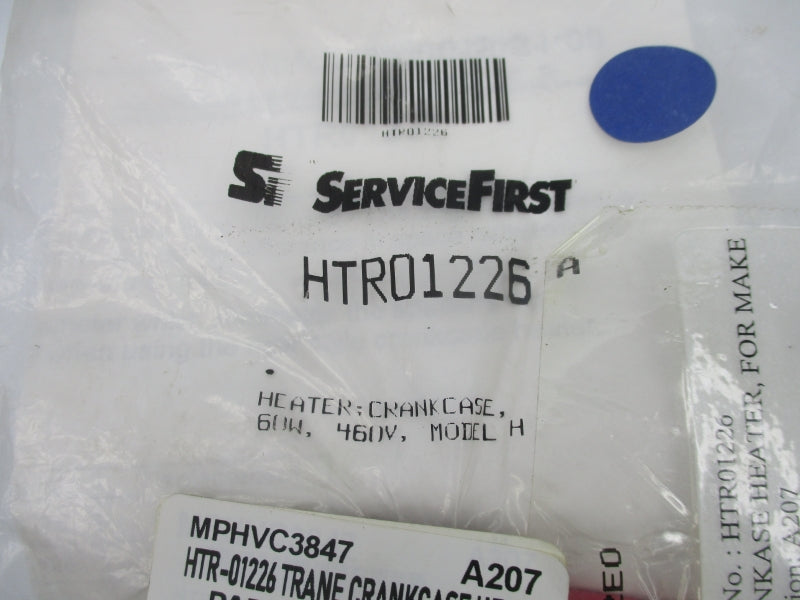 HTR01226
Si SERVICEFIRST
HTR01226 A
HEATER;CRANKCASE,
60W, 460V, MODEL H
MPHVC3847
A207
HTR-01226 TRANE CRANKCASE
No. : HTR01226
NKASE HEATER, FOR MAKE
A207